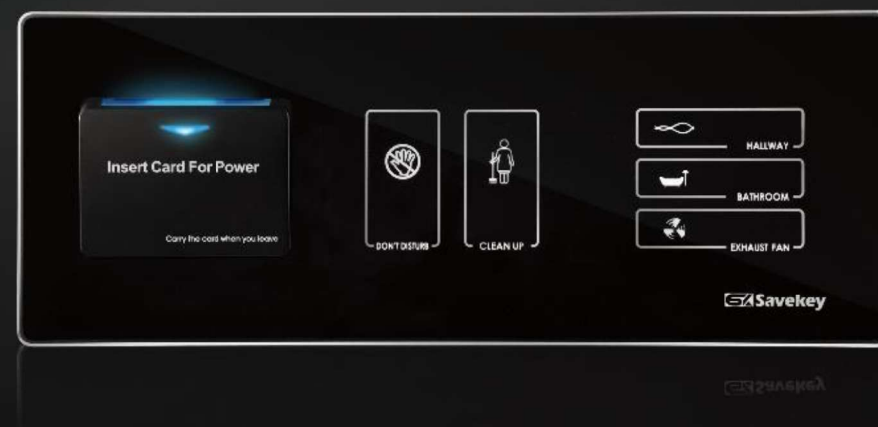 Insert Card For Power
Carry the card when you leave
DON'T DISTURB
CLEAN UP
HALLWAY
BATHROOM
EXHAUST FAN
Savekey